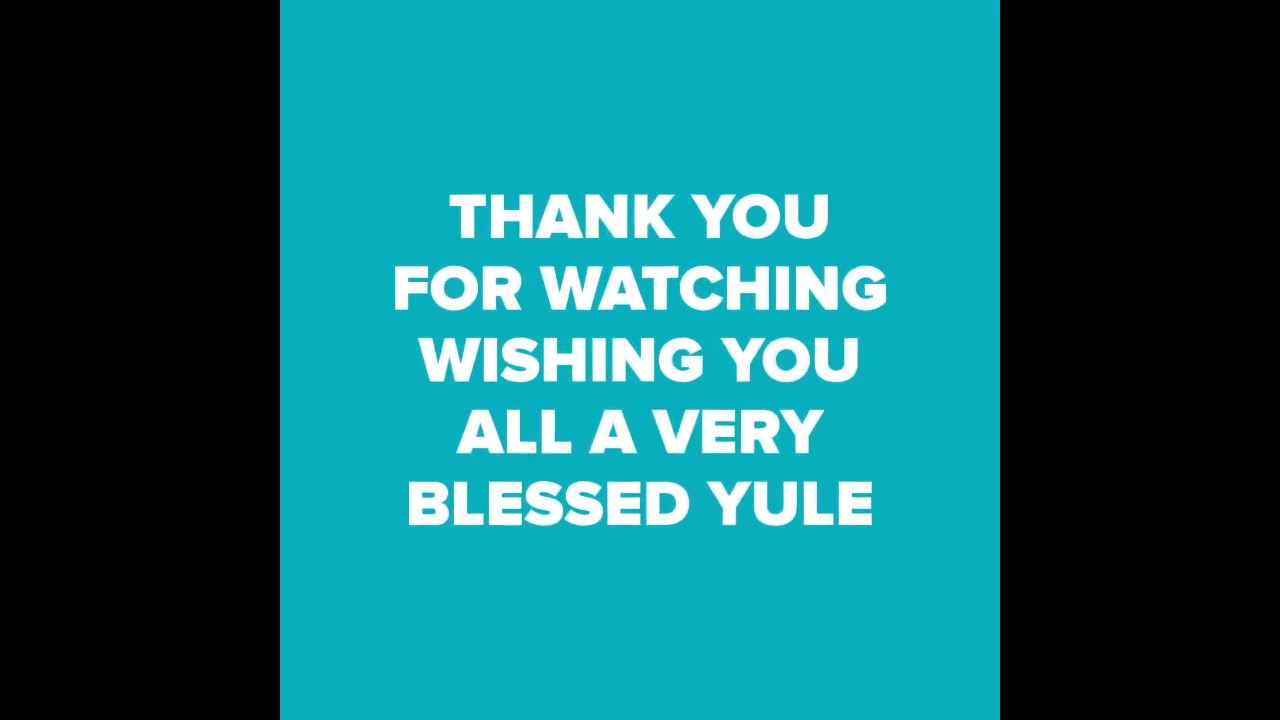 THANK YOU
FOR WATCHING
WISHING YOU
ALL A VERY
BLESSED YULE